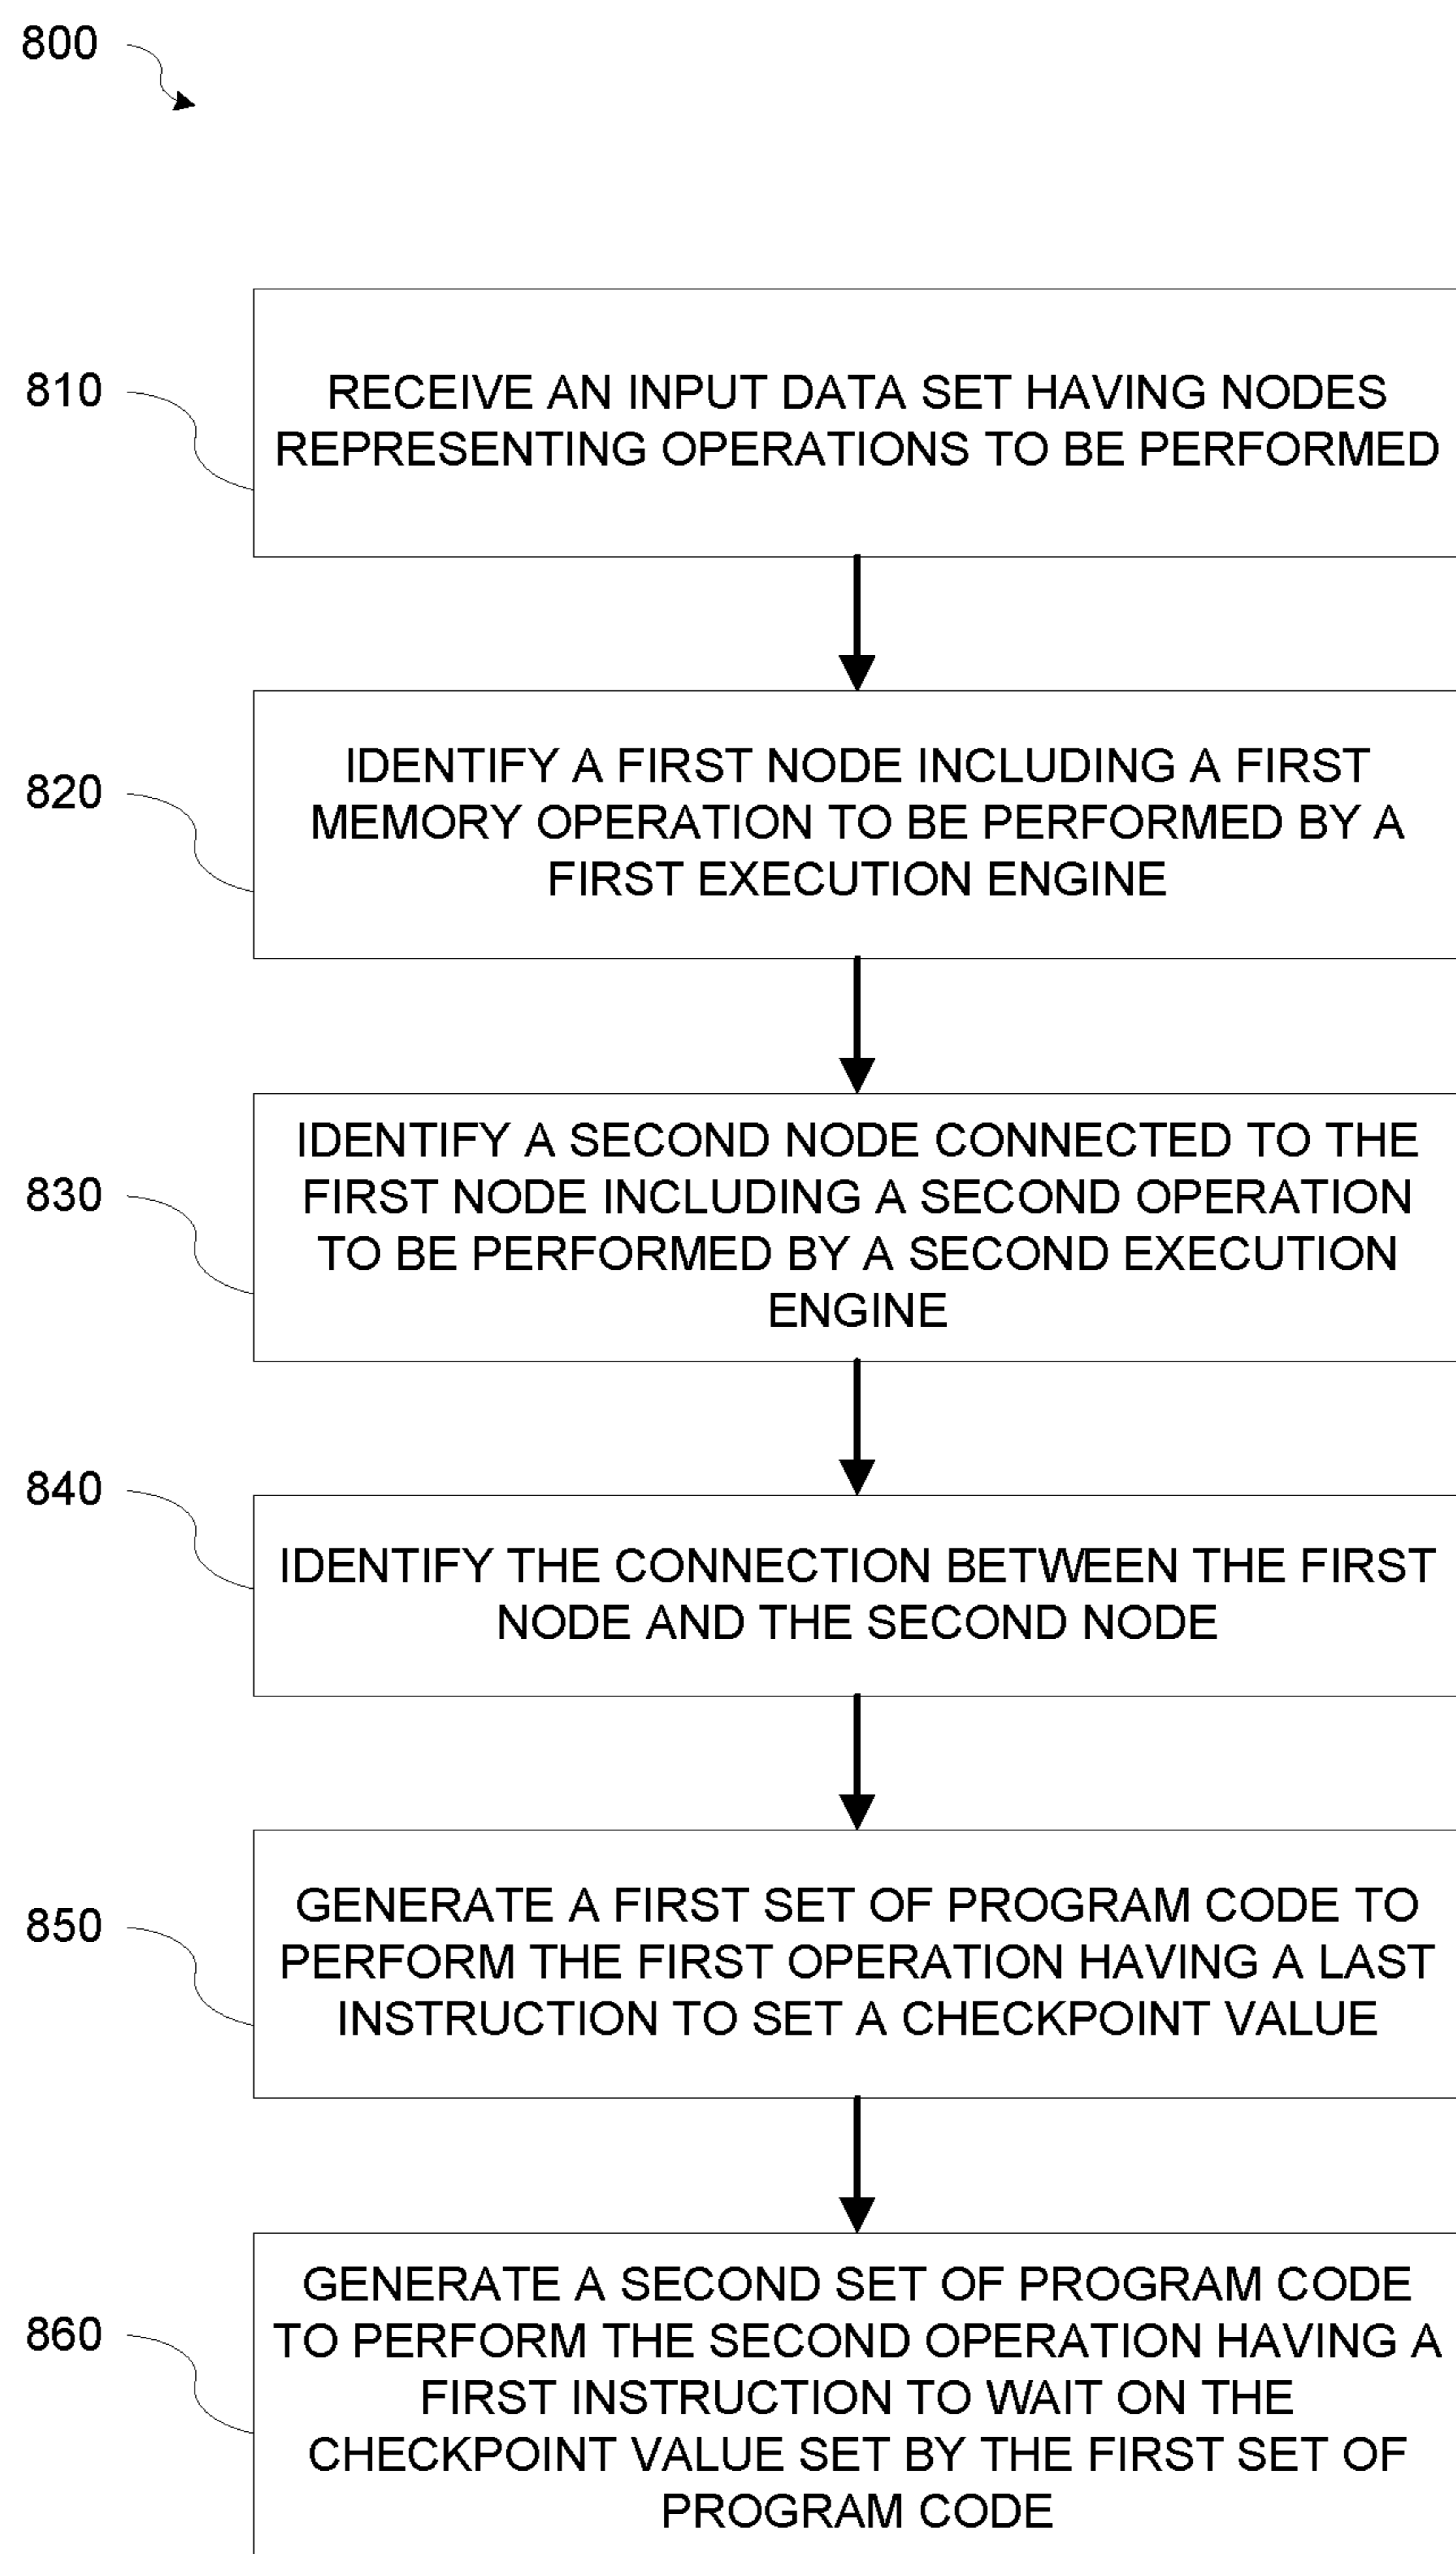 800
810
RECEIVE AN INPUT DATA SET HAVING NODES
REPRESENTING OPERATIONS TO BE PERFORMED
820
IDENTIFY A FIRST NODE INCLUDING A FIRST
MEMORY OPERATION TO BE PERFORMED BY A
FIRST EXECUTION ENGINE
830
IDENTIFY A SECOND NODE CONNECTED TO THE
FIRST NODE INCLUDING A SECOND OPERATION
TO BE PERFORMED BY A SECOND EXECUTION
ENGINE
840
IDENTIFY THE CONNECTION BETWEEN THE FIRST
NODE AND THE SECOND NODE
850
GENERATE A FIRST SET OF PROGRAM CODE TO
PERFORM THE FIRST OPERATION HAVING A LAST
INSTRUCTION TO SET A CHECKPOINT VALUE
860
GENERATE A SECOND SET OF PROGRAM CODE
TO PERFORM THE SECOND OPERATION HAVING A
FIRST INSTRUCTION TO WAIT ON THE
CHECKPOINT VALUE SET BY THE FIRST SET OF
PROGRAM CODE